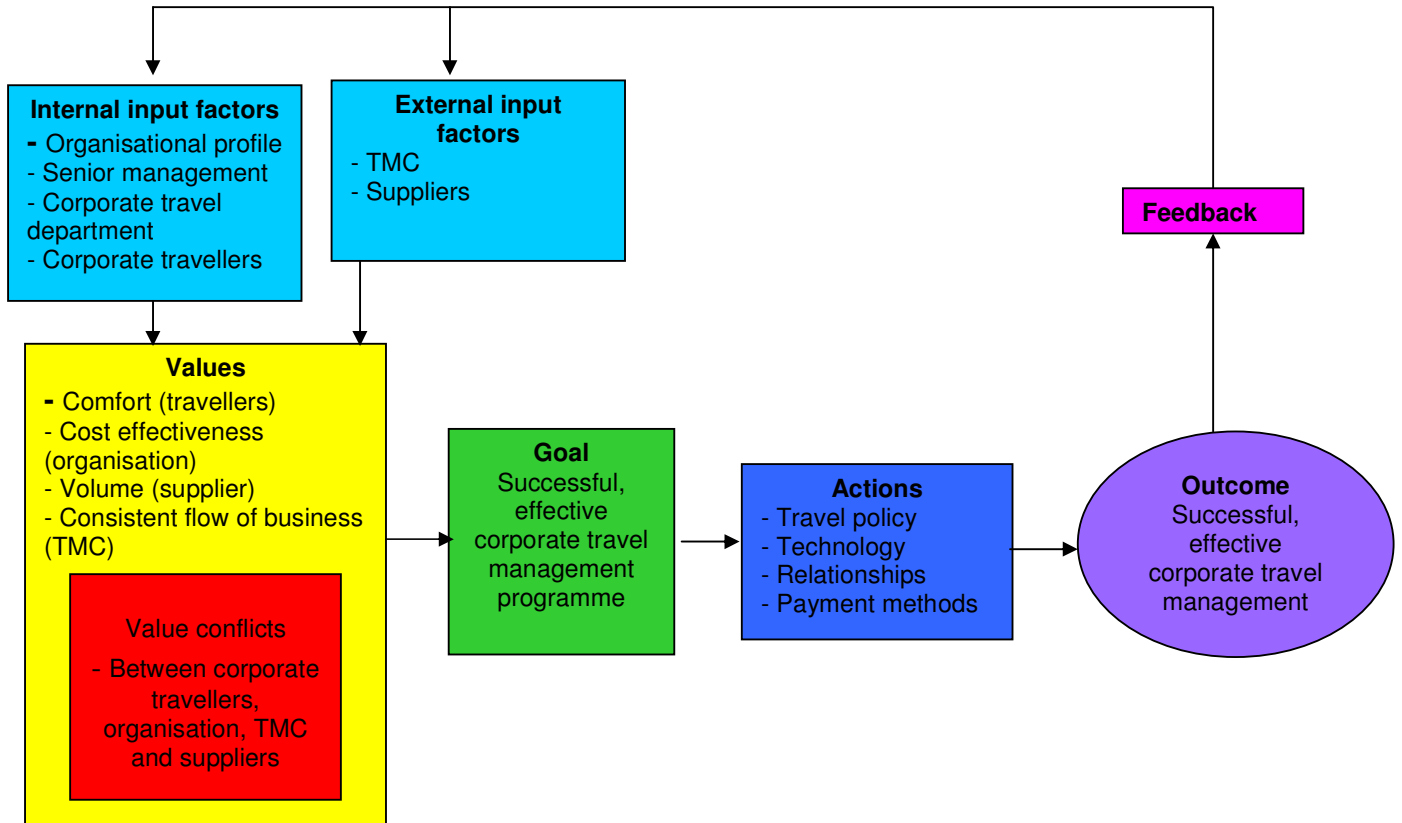 Internal input factors
- Organisational profile
- Senior management
- Corporate travel
department
- Corporate travellers
External input
factors
- TMC
- Suppliers
Feedback
Values
- Comfort (travellers)
- Cost effectiveness
(organisation)
- Volume (supplier)
- Consistent flow of business
(TMC)
Value conflicts
- Between corporate
travellers,
organisation, TMC
and suppliers
Goal
Successful,
effective
corporate travel
management
programme
Actions
- Travel policy
- Technology
- Relationships
- Payment methods
Outcome
Successful,
effective
corporate travel
management